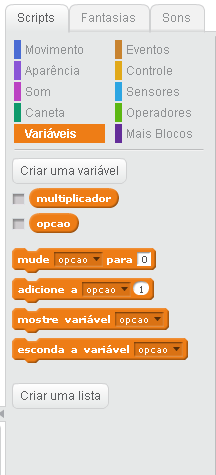 Scripts Fantasias Sons
Movimento Eventos
Aparência Controle
Som Sensores
Caneta Operadores
Variáveis Mais Blocos
Criar uma variável
multiplicador
opcao
mude opcao para 0
adicione a opcao 1
mostre variável opcao
esconda a variável opcao
Criar uma lista